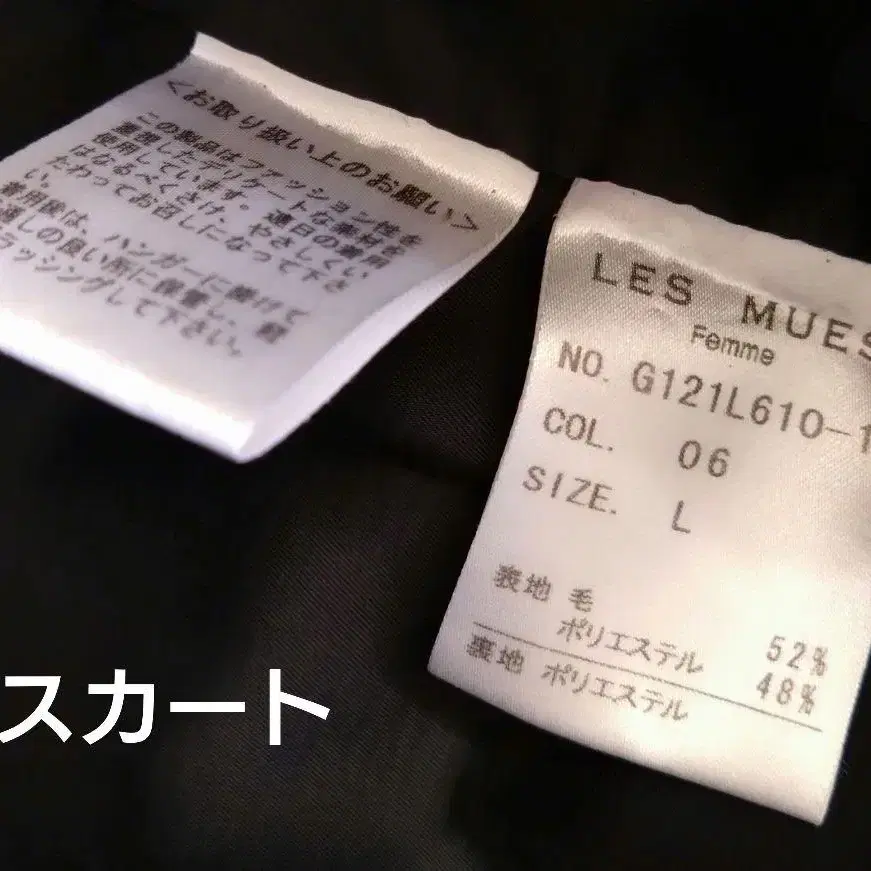 ＜お取り扱い上のお願い＞
この製品はファッション性を
重視したデリケートな素材を
使用しています。連日の着用
はなるべくさけ、やさしくい
たわってお召しになって下さ
い。
着用後は、ハンガーに掛けて
通しの良い所に保管し、軽
ラッシングして下さい。
LES MUES
Femme
NO. G121L610-1
COL. 06
SIZE. L
表地 毛 52%
ポリエステル 48%
裏地 ポリエステル
スカート